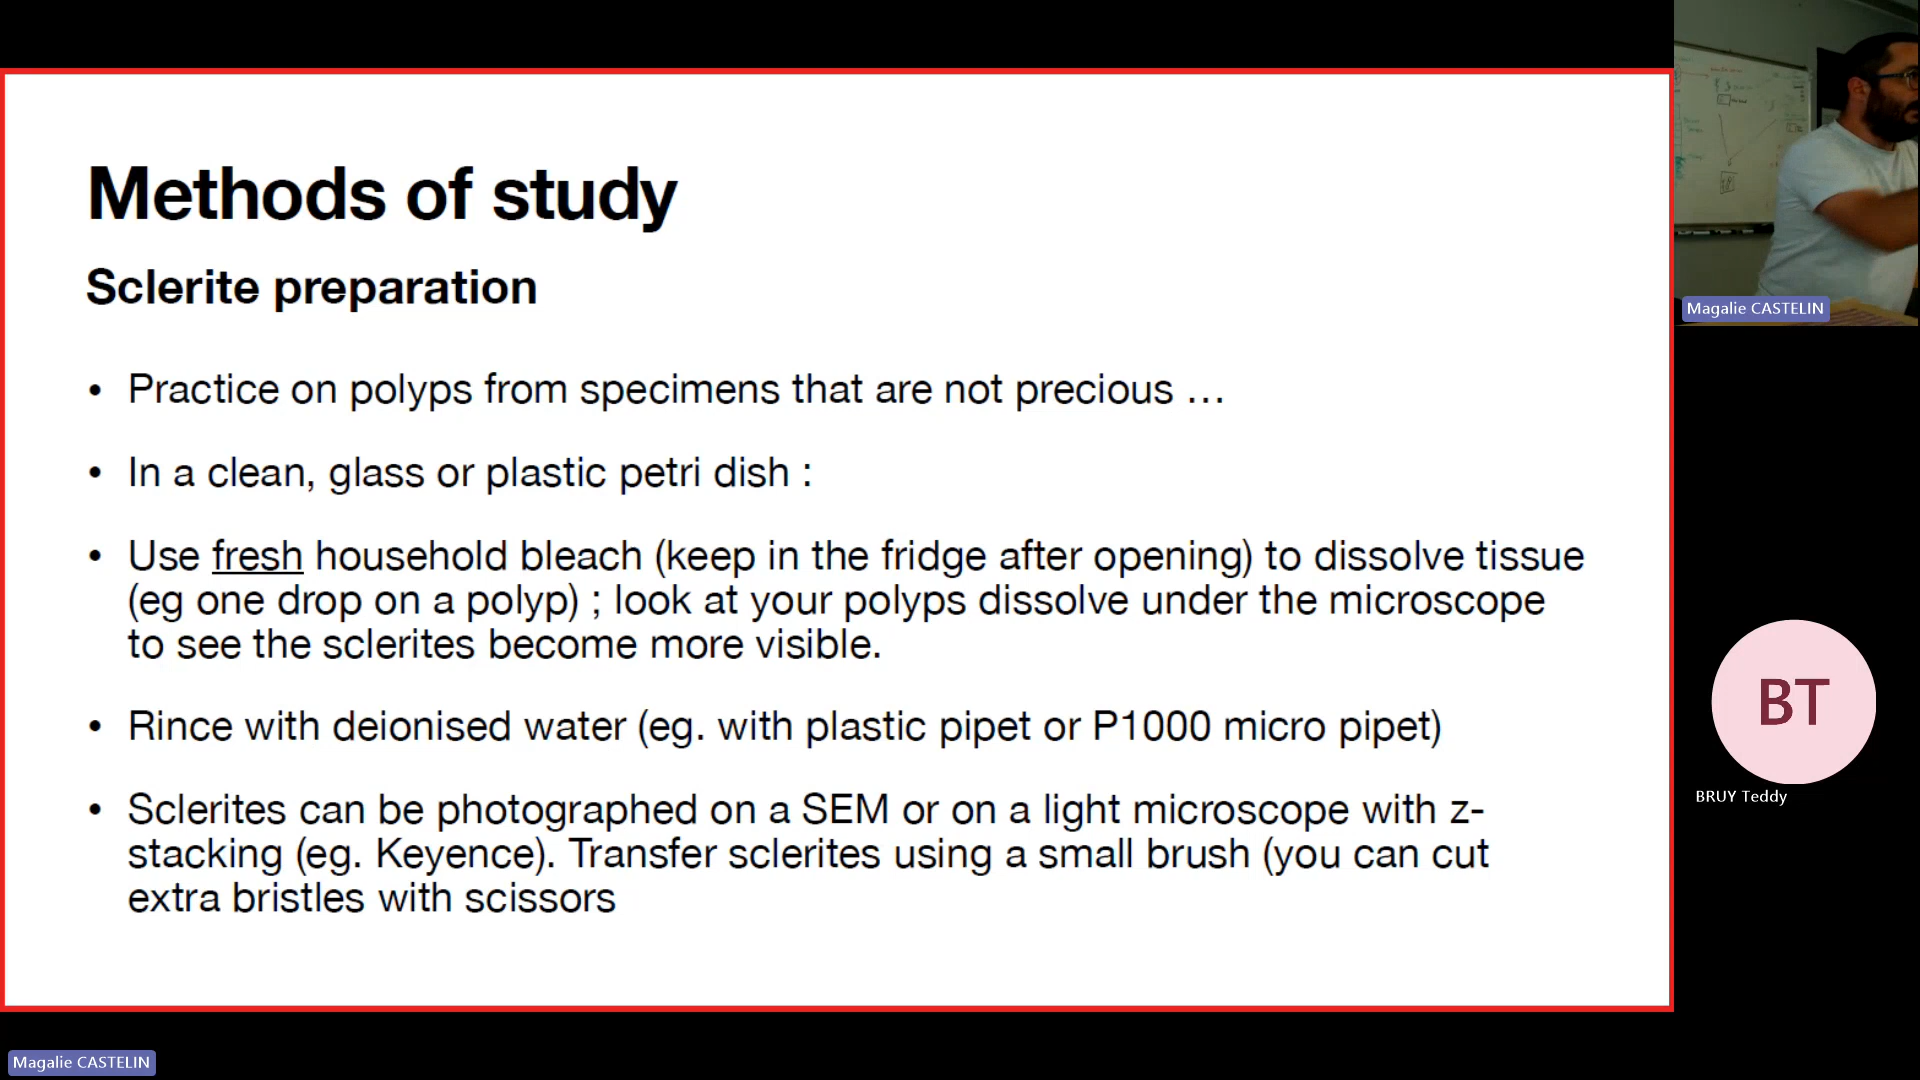 Methods of study
Sclerite preparation
• Practice on polyps from specimens that are not precious …
• In a clean, glass or plastic petri dish :
• Use fresh household bleach (keep in the fridge after opening) to dissolve tissue
(eg one drop on a polyp) ; look at your polyps dissolve under the microscope
to see the sclerites become more visible.
• Rince with deionised water (eg. with plastic pipet or P1000 micro pipet)
• Sclerites can be photographed on a SEM or on a light microscope with z-
stacking (eg. Keyence). Transfer sclerites using a small brush (you can cut
extra bristles with scissors
Magalie CASTELIN
Magalie CASTELIN
BT
BRUY Teddy